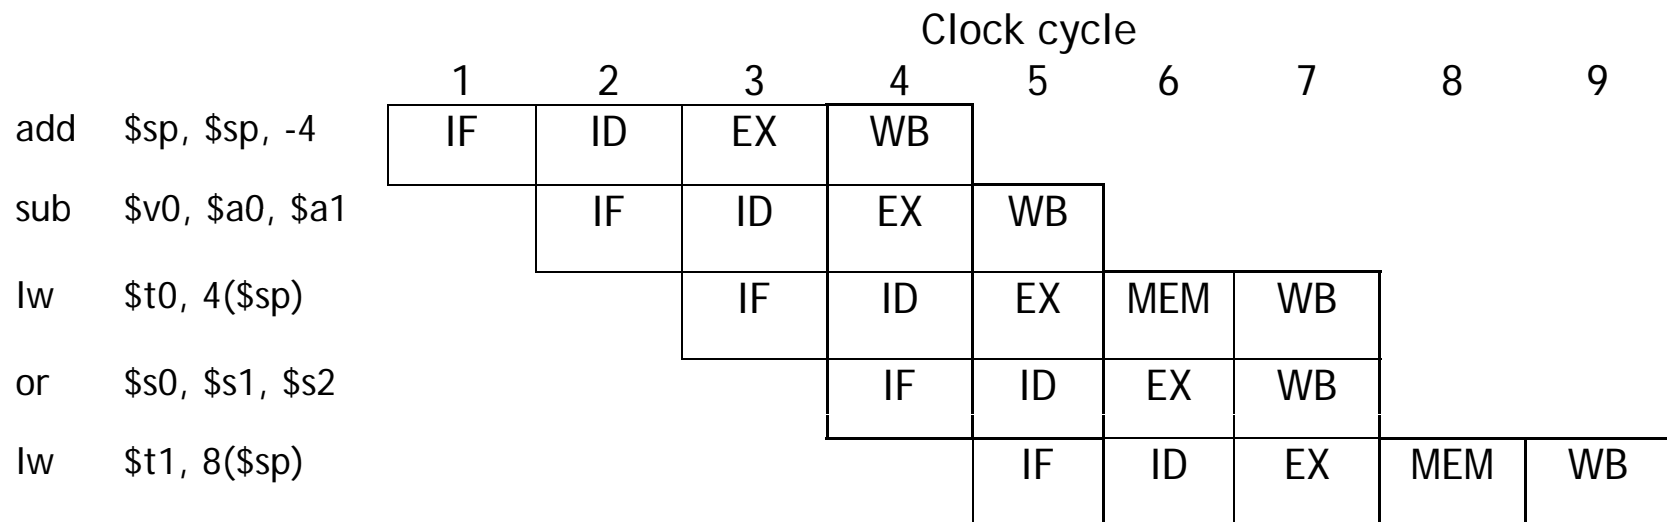 Clock cycle
1 2 3 4 5 6 7 8 9
add $sp, $sp, -4 IF ID EX WB
sub $v0, $a0, $a1 IF ID EX WB
lw $t0, 4($sp) IF ID EX MEM WB
or $s0, $s1, $s2 IF ID EX WB
lw $t1, 8($sp) IF ID EX MEM WB